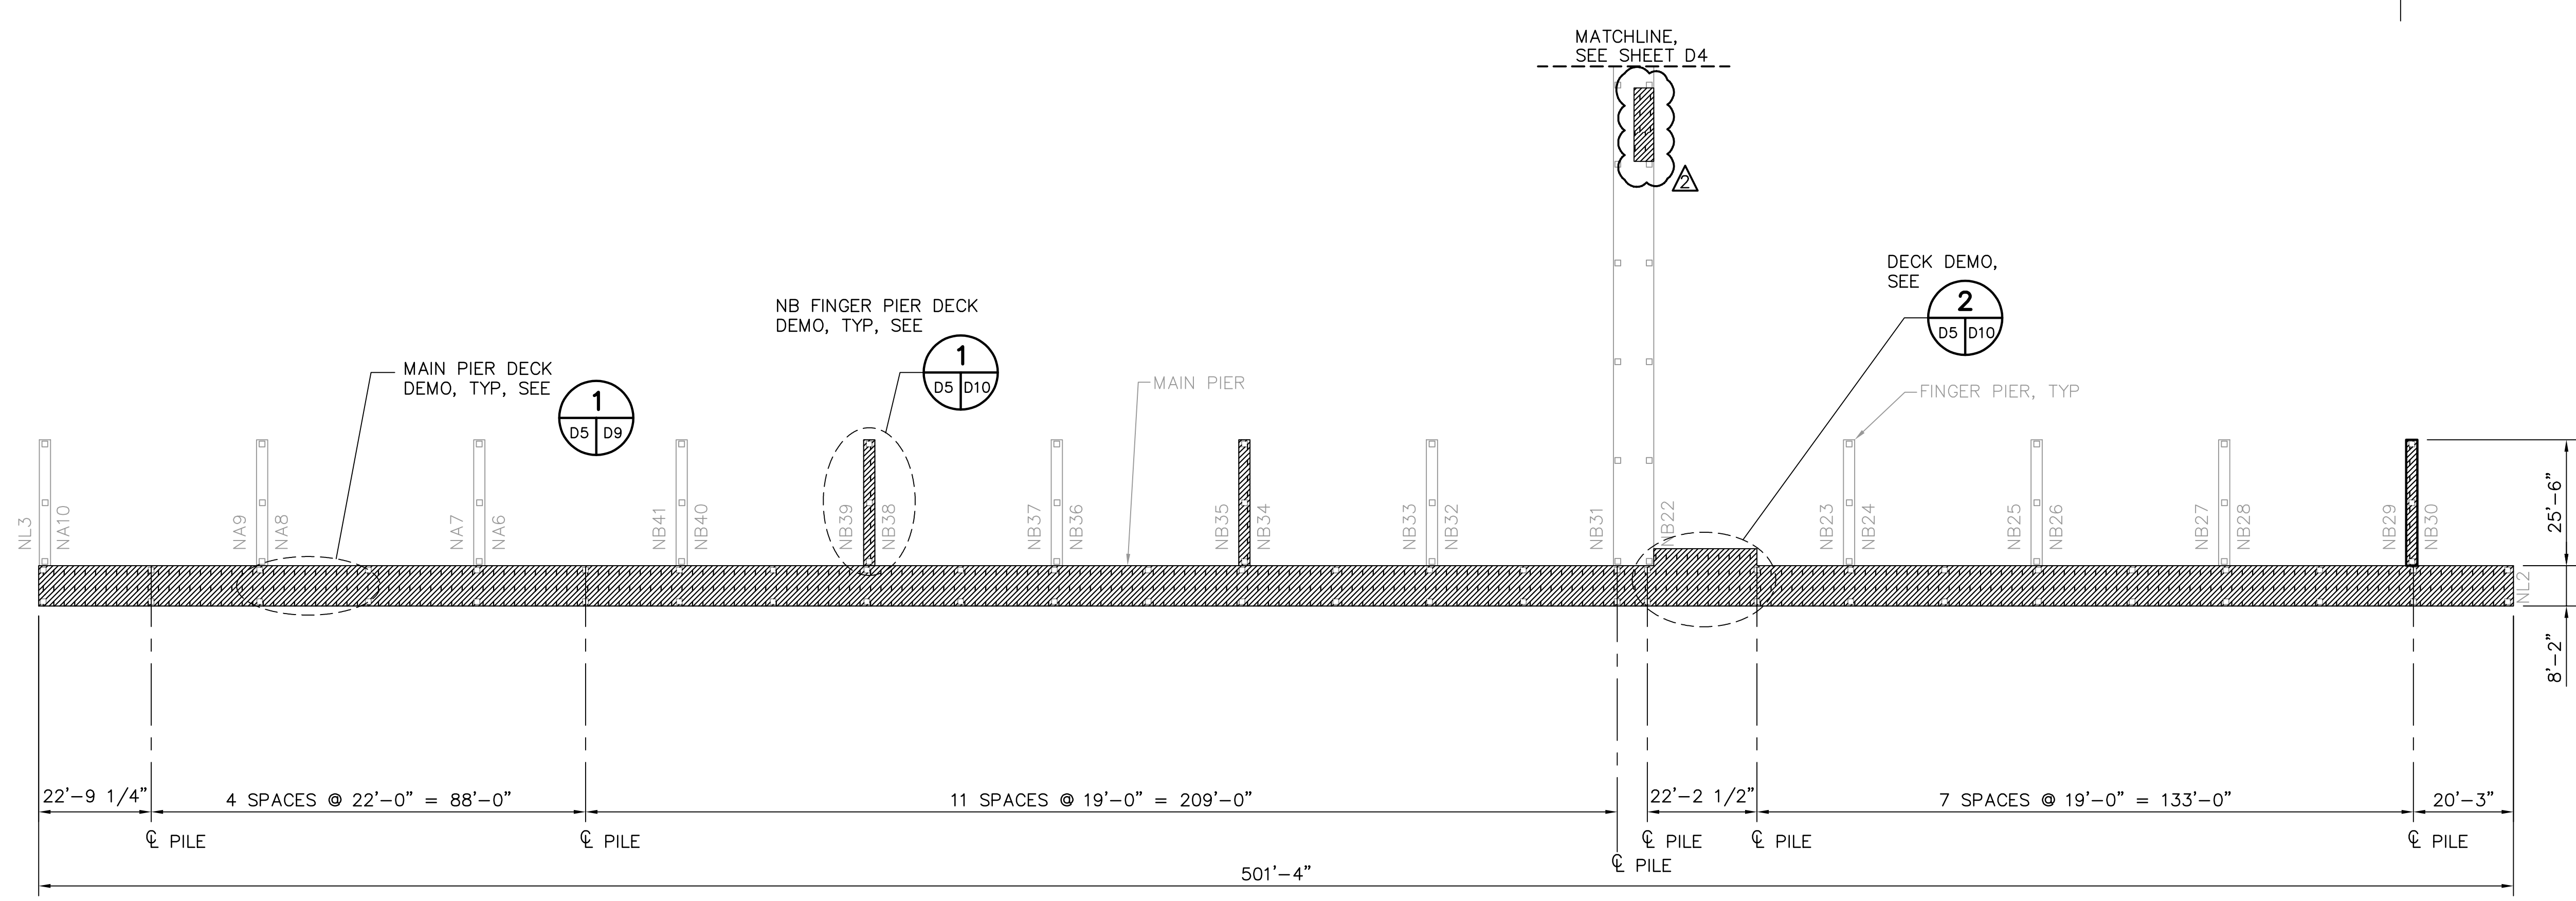 MATCHLINE,
SEE SHEET D4
2
DECK DEMO,
SEE
2
D5 D10
NB FINGER PIER DECK
DEMO, TYP, SEE
1
D5 D10
MAIN PIER DECK
DEMO, TYP, SEE
1
D5 D9
MAIN PIER
FINGER PIER, TYP
NL3
NA10
NA9
NA8
NA7
NA6
NB41
NB40
NB39
NB38
NB37
NB36
NB35
NB34
NB33
NB32
NB31
NB22
NB23
NB24
NB25
NB26
NB27
NB28
NB29
NB30
NL2
25'-6"
8'-2"
22'-9 1/4"
4 SPACES @ 22'-0" = 88'-0"
11 SPACES @ 19'-0" = 209'-0"
22'-2 1/2"
7 SPACES @ 19'-0" = 133'-0"
20'-3"
℄ PILE
℄ PILE
℄ PILE
℄ PILE
℄ PILE
℄ PILE
501'-4"